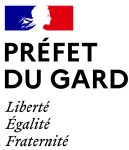 PRÉFET
DU GARD
Liberté
Égalité
Fraternité